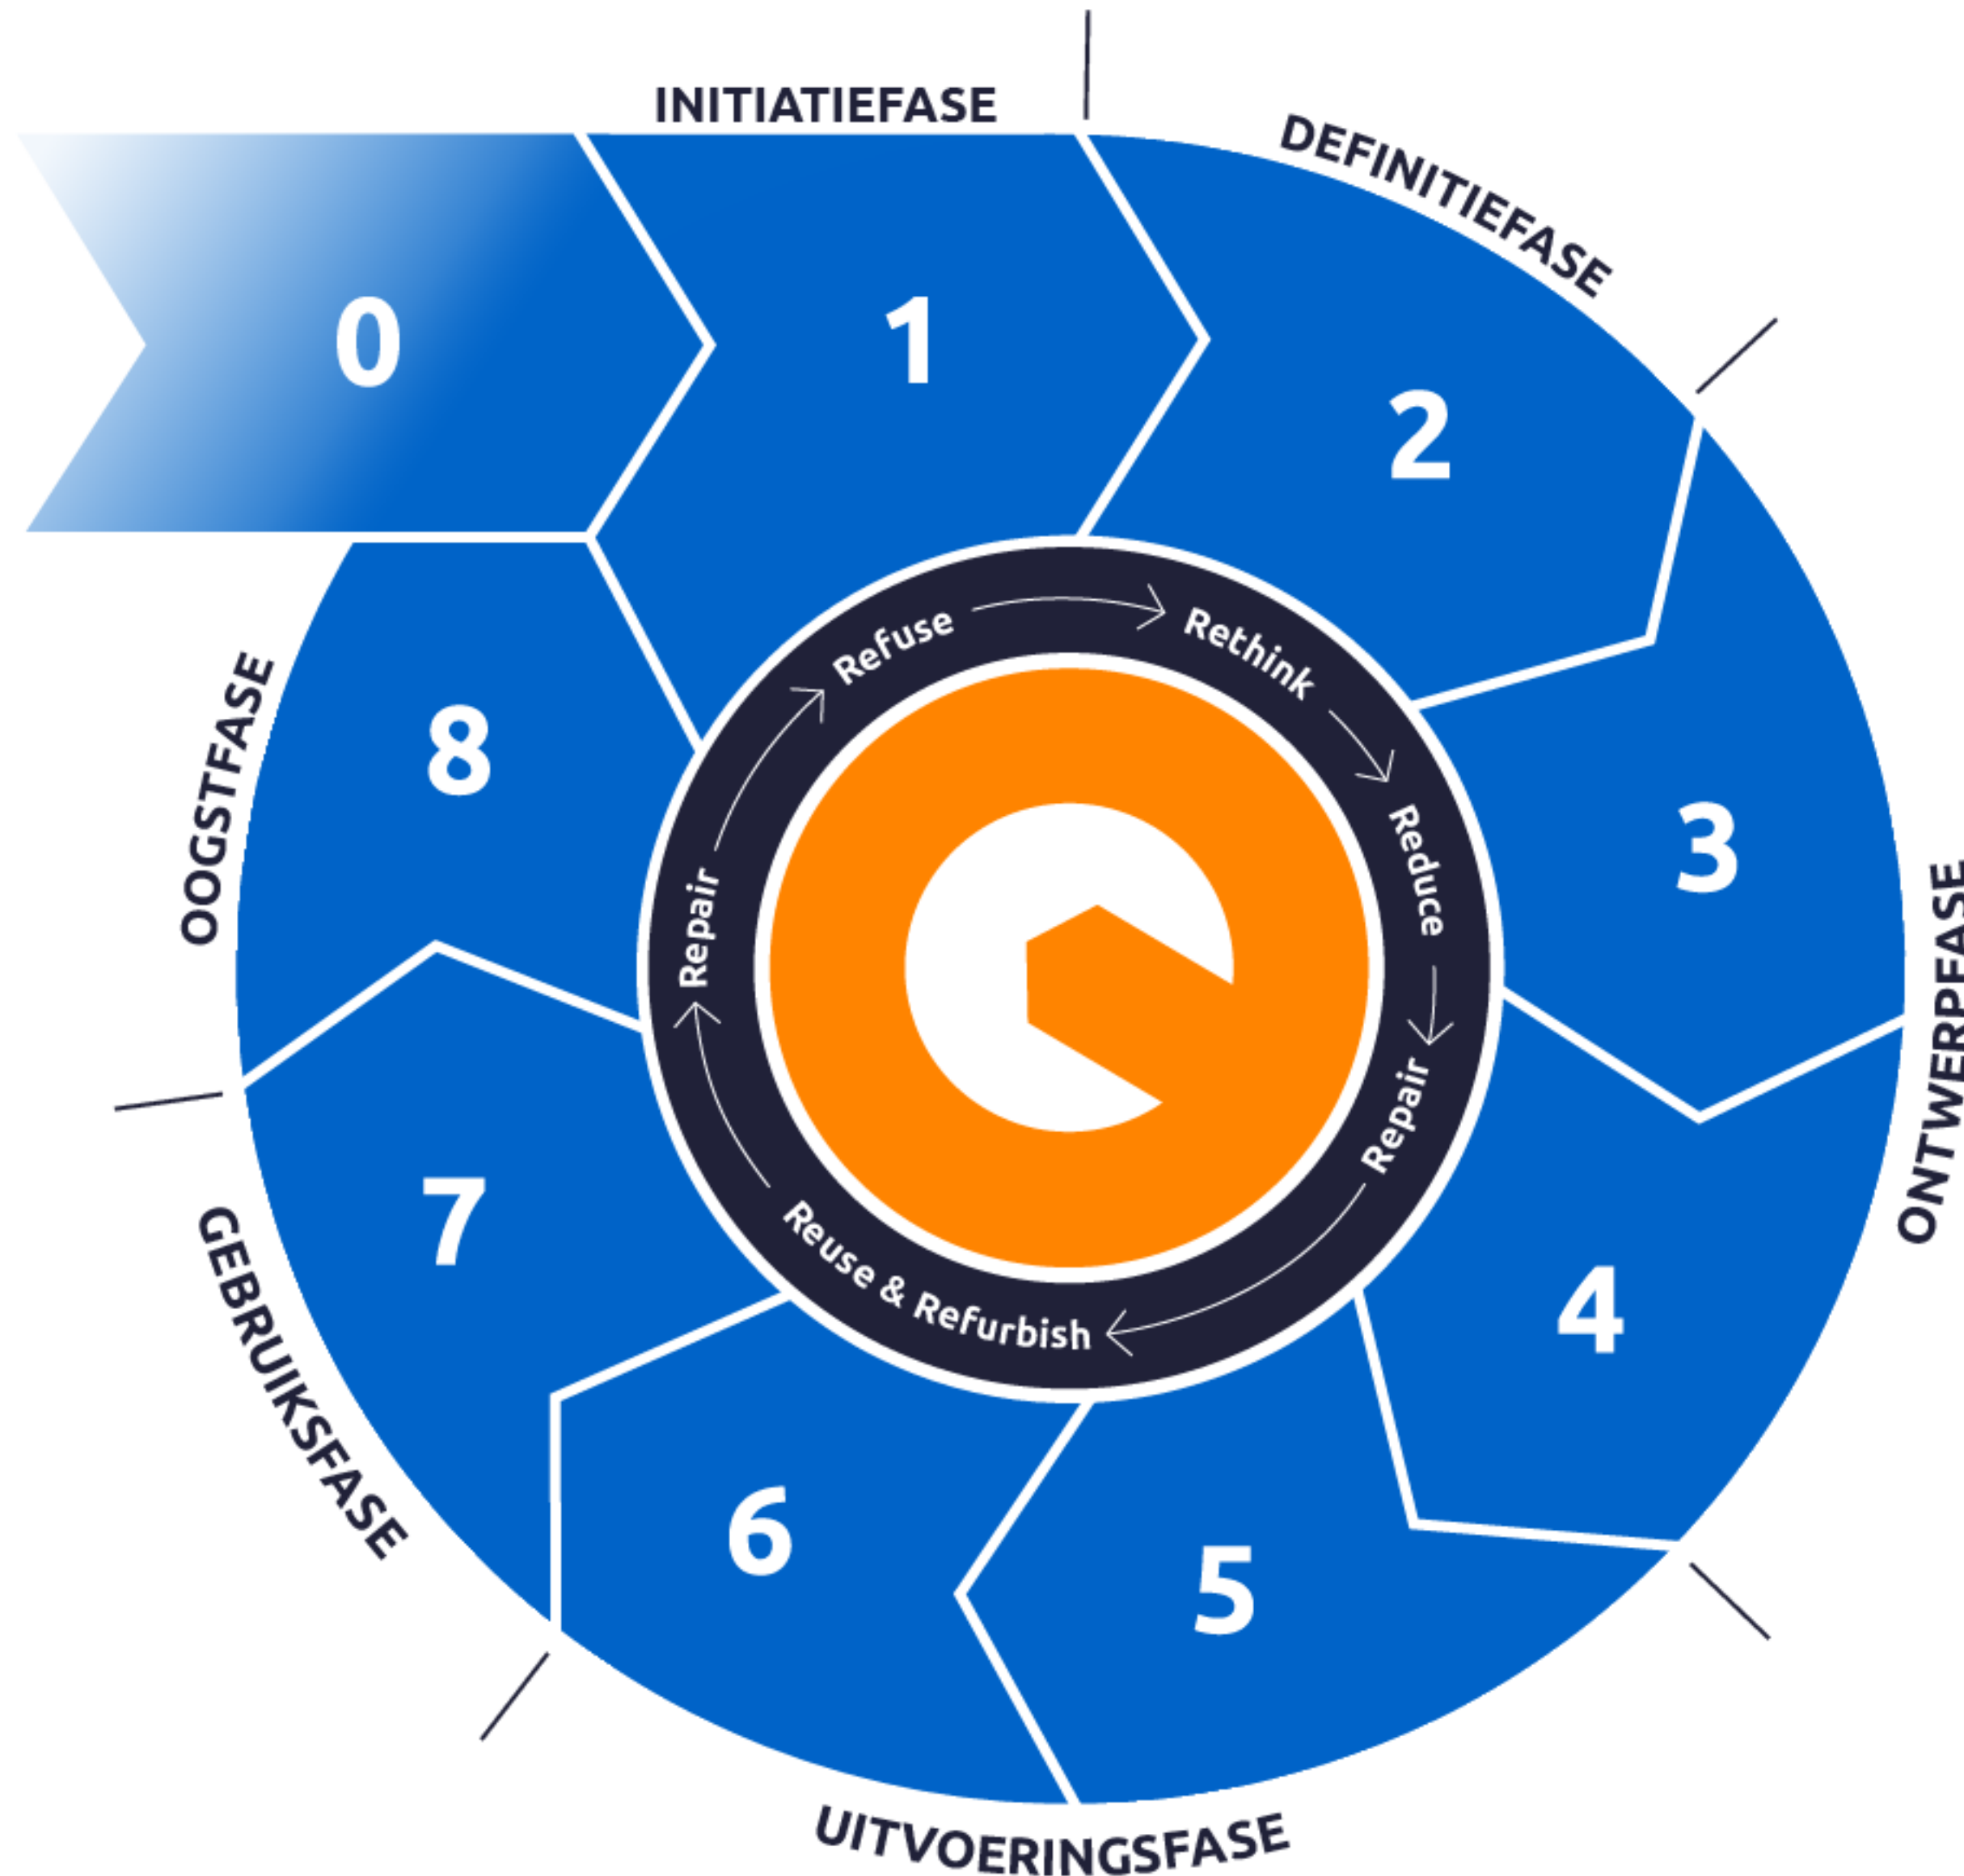 INITIATIEFASE
DEFINITIEFASE
ONTWERPFASE
UITVOERINGSFASE
GEBRUIKSFASE
OOGSTFASE
0
1
2
3
4
5
6
7
8
Refuse
Rethink
Reduce
Repair
Reuse & Refurbish
Repair